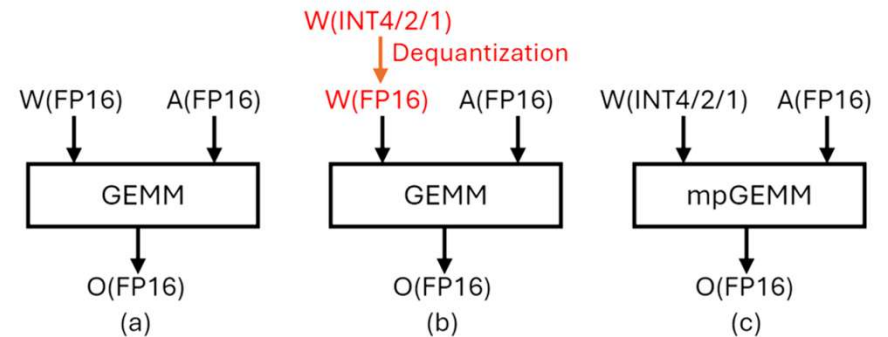 W(INT4/2/1)
Dequantization
W(FP16) A(FP16) W(FP16) A(FP16) W(INT4/2/1) A(FP16)
GEMM GEMM mpGEMM
O(FP16) O(FP16) O(FP16)
(a) (b) (c)